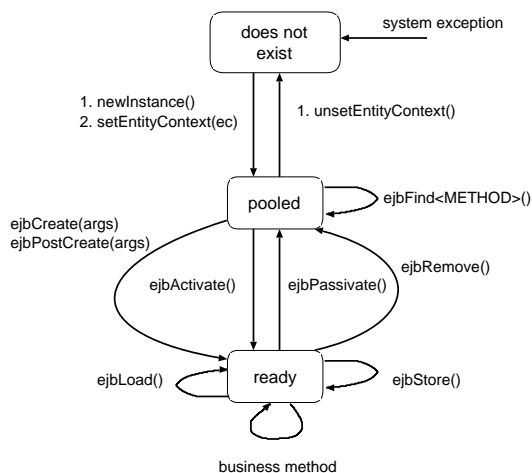 system exception
does not
exist
1. newInstance()
2. setEntityContext(ec)
1. unsetEntityContext()
pooled
ejbFind<METHOD>()
ejbCreate(args)
ejbPostCreate(args)
ejbActivate()
ejbPassivate()
ejbRemove()
ejbLoad()
ready
ejbStore()
business method